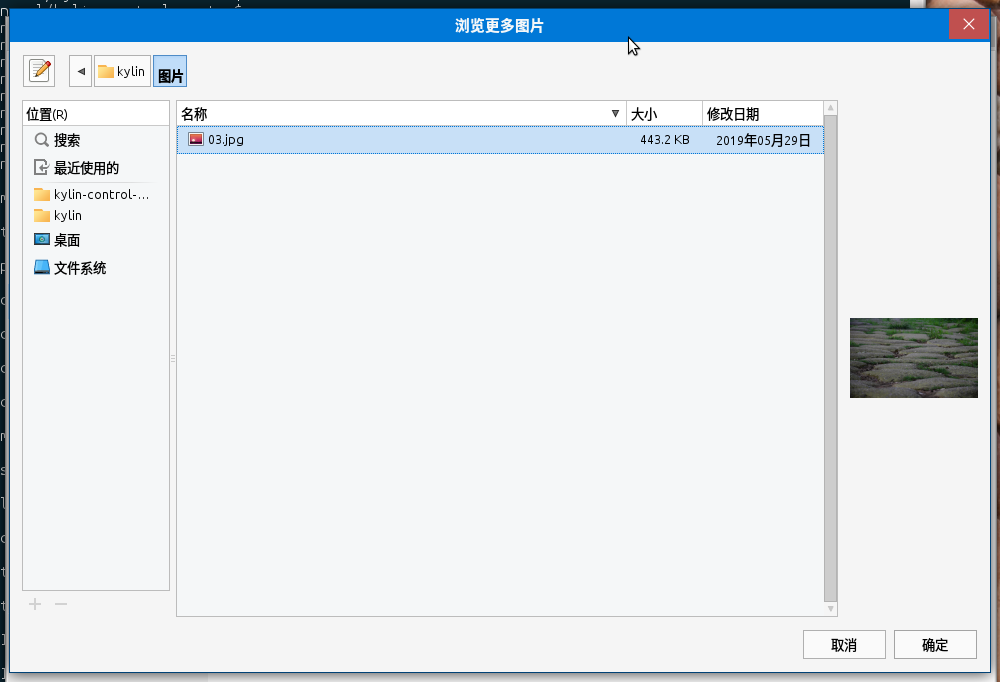 浏览更多图片
kylin
图片
位置(R)
名称
大小
修改日期
搜索
03.jpg
443.2 KB
2019年05月29日
最近使用的
kylin-control-...
kylin
桌面
文件系统
取消
确定